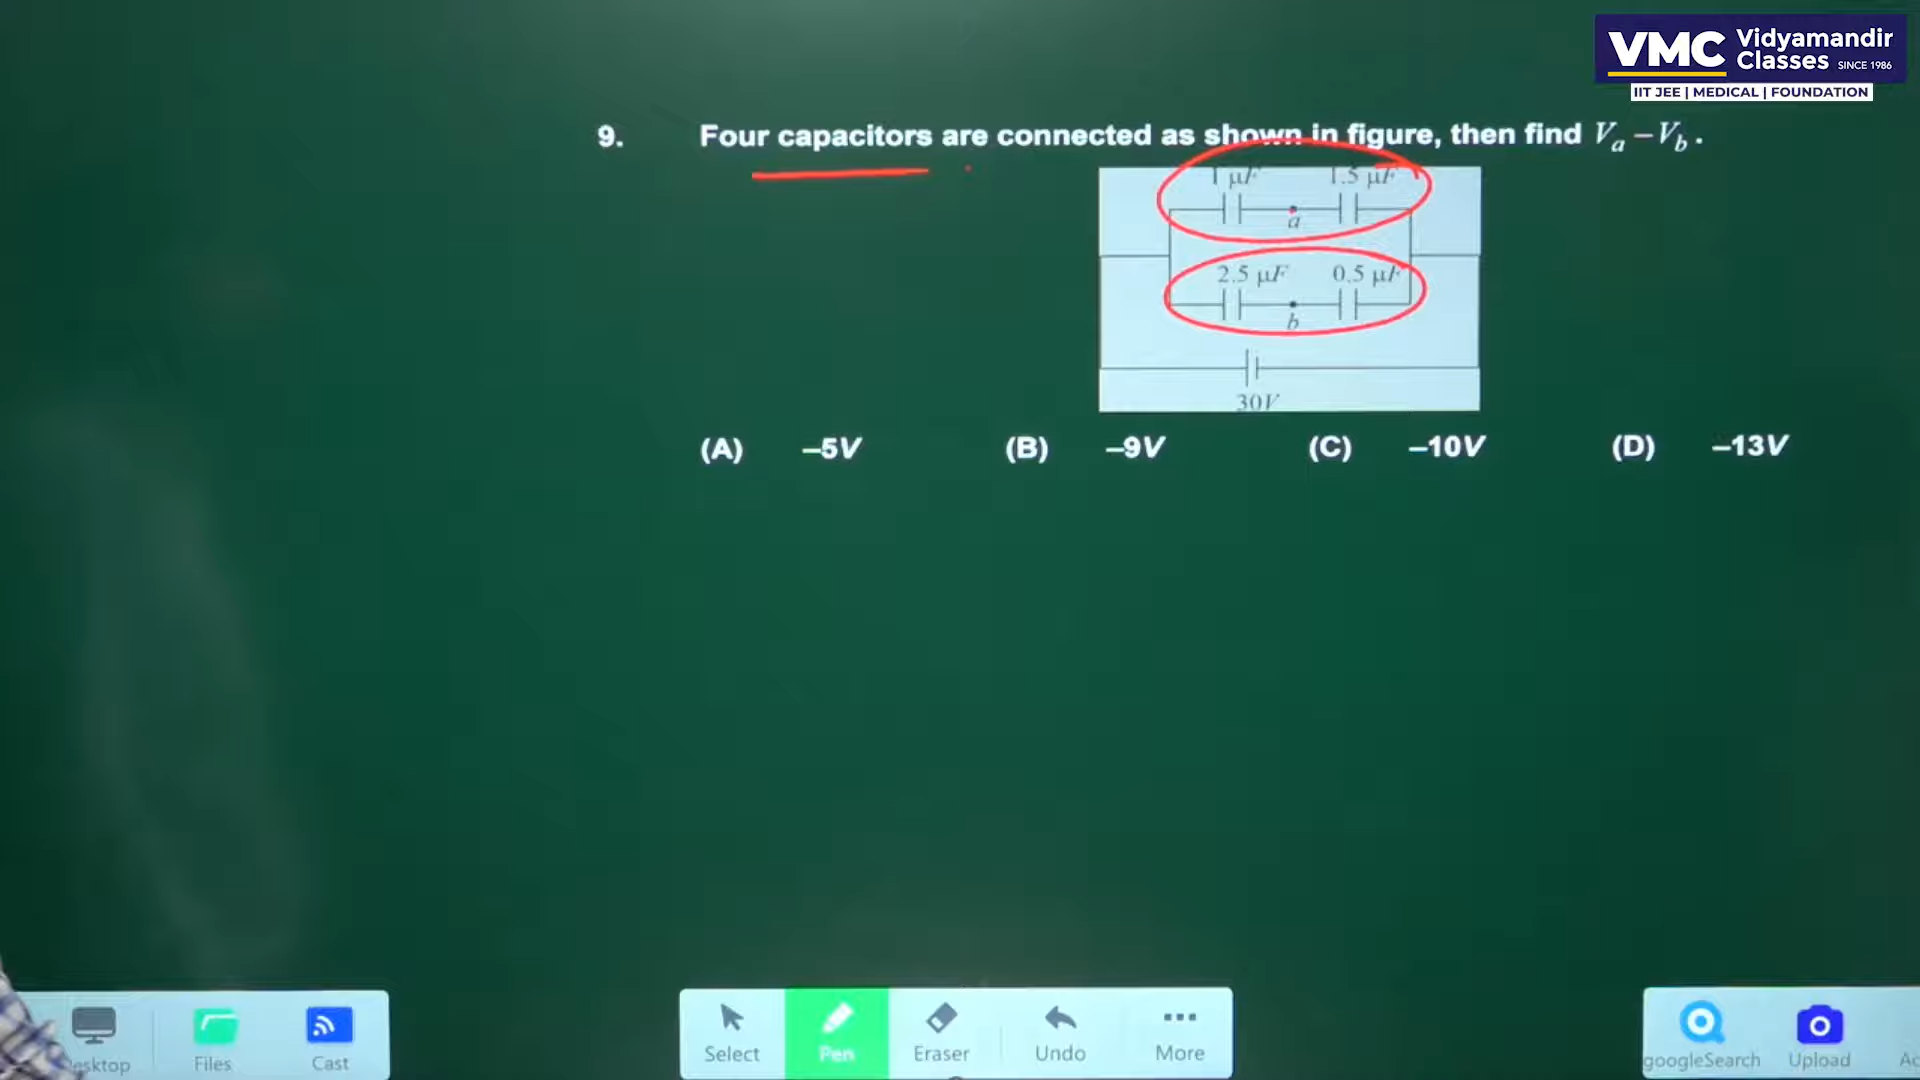 VMC Vidyamandir
Classes SINCE 1986
IIT JEE | MEDICAL | FOUNDATION
9. Four capacitors are connected as shown in figure, then find Va – Vb .
1 μF 1.5 μF
a
2.5 μF 0.5 μF
b
30V
(A) –5V (B) –9V (C) –10V (D) –13V
Select Pen Eraser Undo More
esktop Files Cast
googleSearch Upload Ac